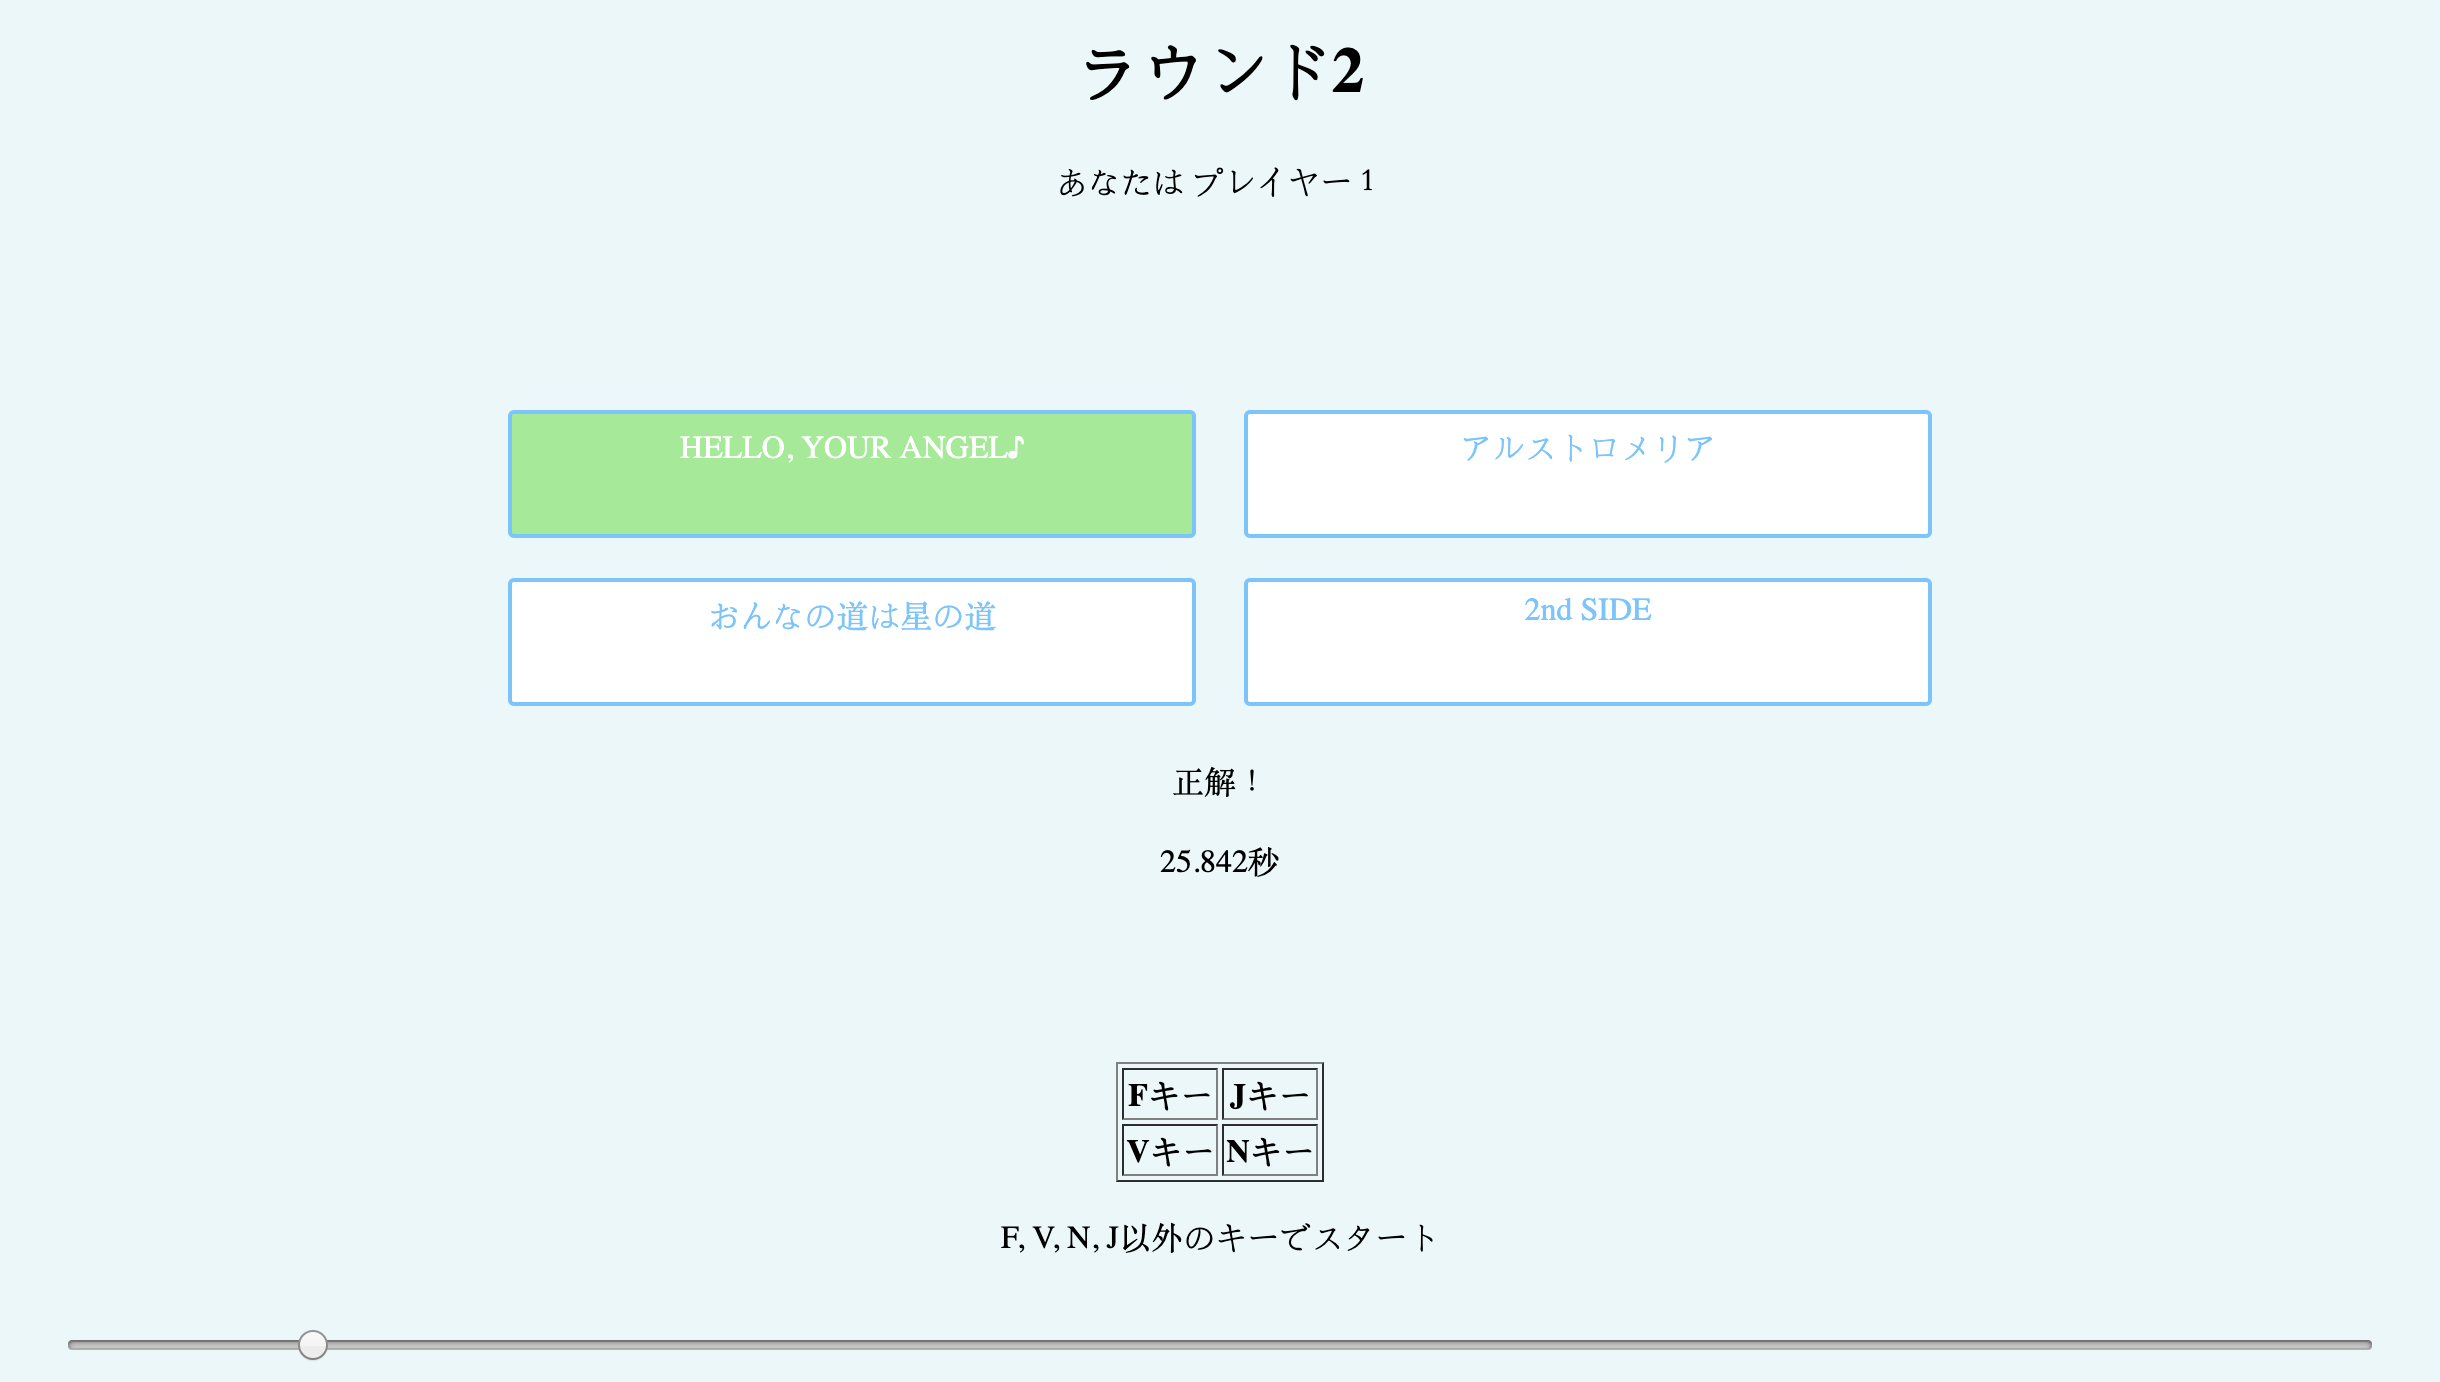 ラウンド2
あなたは プレイヤー 1
HELLO, YOUR ANGEL♪
アルストロメリア
おんなの道は星の道
2nd SIDE
正解！
25.842秒
Fキー Jキー
Vキー Nキー
F, V, N, J以外のキーでスタート